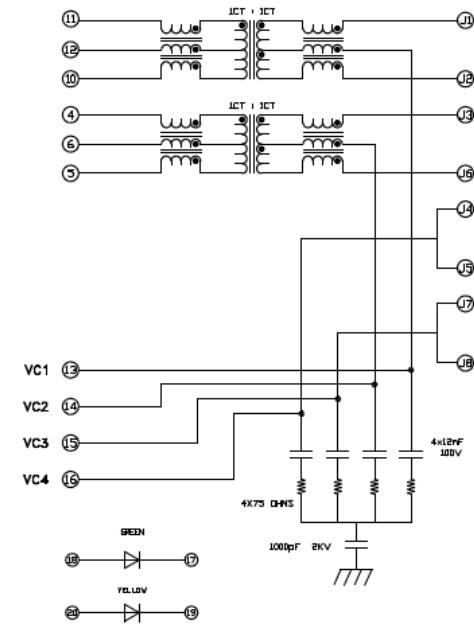 1CT : 1CT
11
J1
12
10
J2
1CT : 1CT
4
J3
6
5
J6
J4
J5
J7
VC1 13
J8
VC2 14
VC3 15
4x12nF
100V
VC4 16
4X75 OHMS
GREEN
1000pF 2KV
18
17
YELLOW
20
19